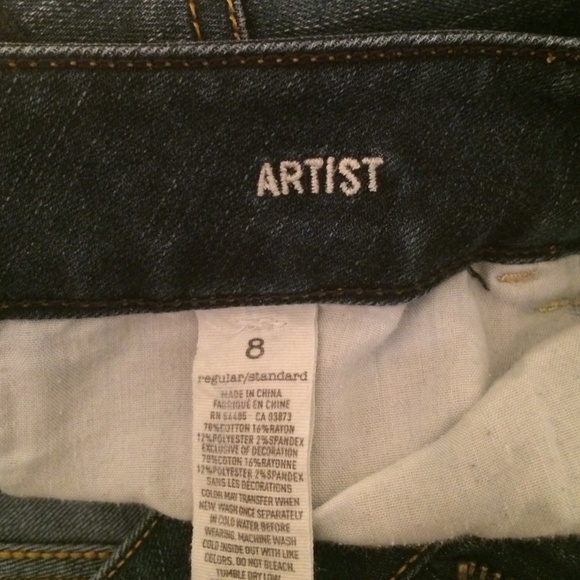 ARTIST
8
regular/standard
MADE IN CHINA
FABRIQUÉ EN CHINE
RN 54485 - CA 03873
70%COTTON 16%RAYON
12%POLYESTER 2%SPANDEX
EXCLUSIVE OF DECORATION
70%COTON 16%RAYONNE
12%POLYESTER 2%SPANDEX
SANS LES DÉCORATIONS
COLOR MAY TRANSFER WHEN
NEW. WASH ONCE SEPARATELY
IN COLD WATER BEFORE
WEARING. MACHINE WASH
COLD INSIDE OUT WITH LIKE
COLORS. DO NOT BLEACH.
TUMBLE DRY LOW.